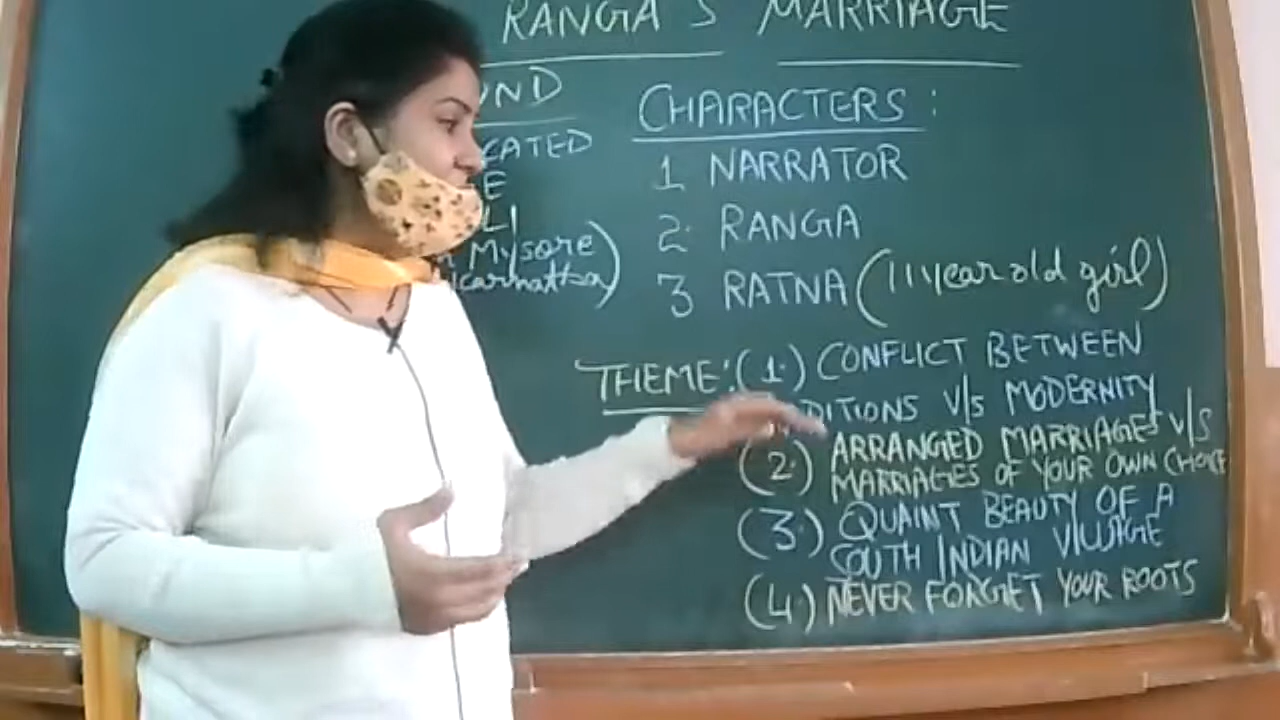 RANGA'S MARRIAGE
UND
CATED
E
LI
Mysore
karnatka)
CHARACTERS:
1 NARRATOR
2. RANGA
3 RATNA (11 year old girl)
THEME: (1.) CONFLICT BETWEEN
DITIONS V/S MODERNITY
(2.) ARRANGED MARRIAGES V/S
MARRIAGES OF YOUR OWN CHOICE
(3.) QUAINT BEAUTY OF A
SOUTH INDIAN VILLAGE
(4.) NEVER FORGET YOUR ROOTS